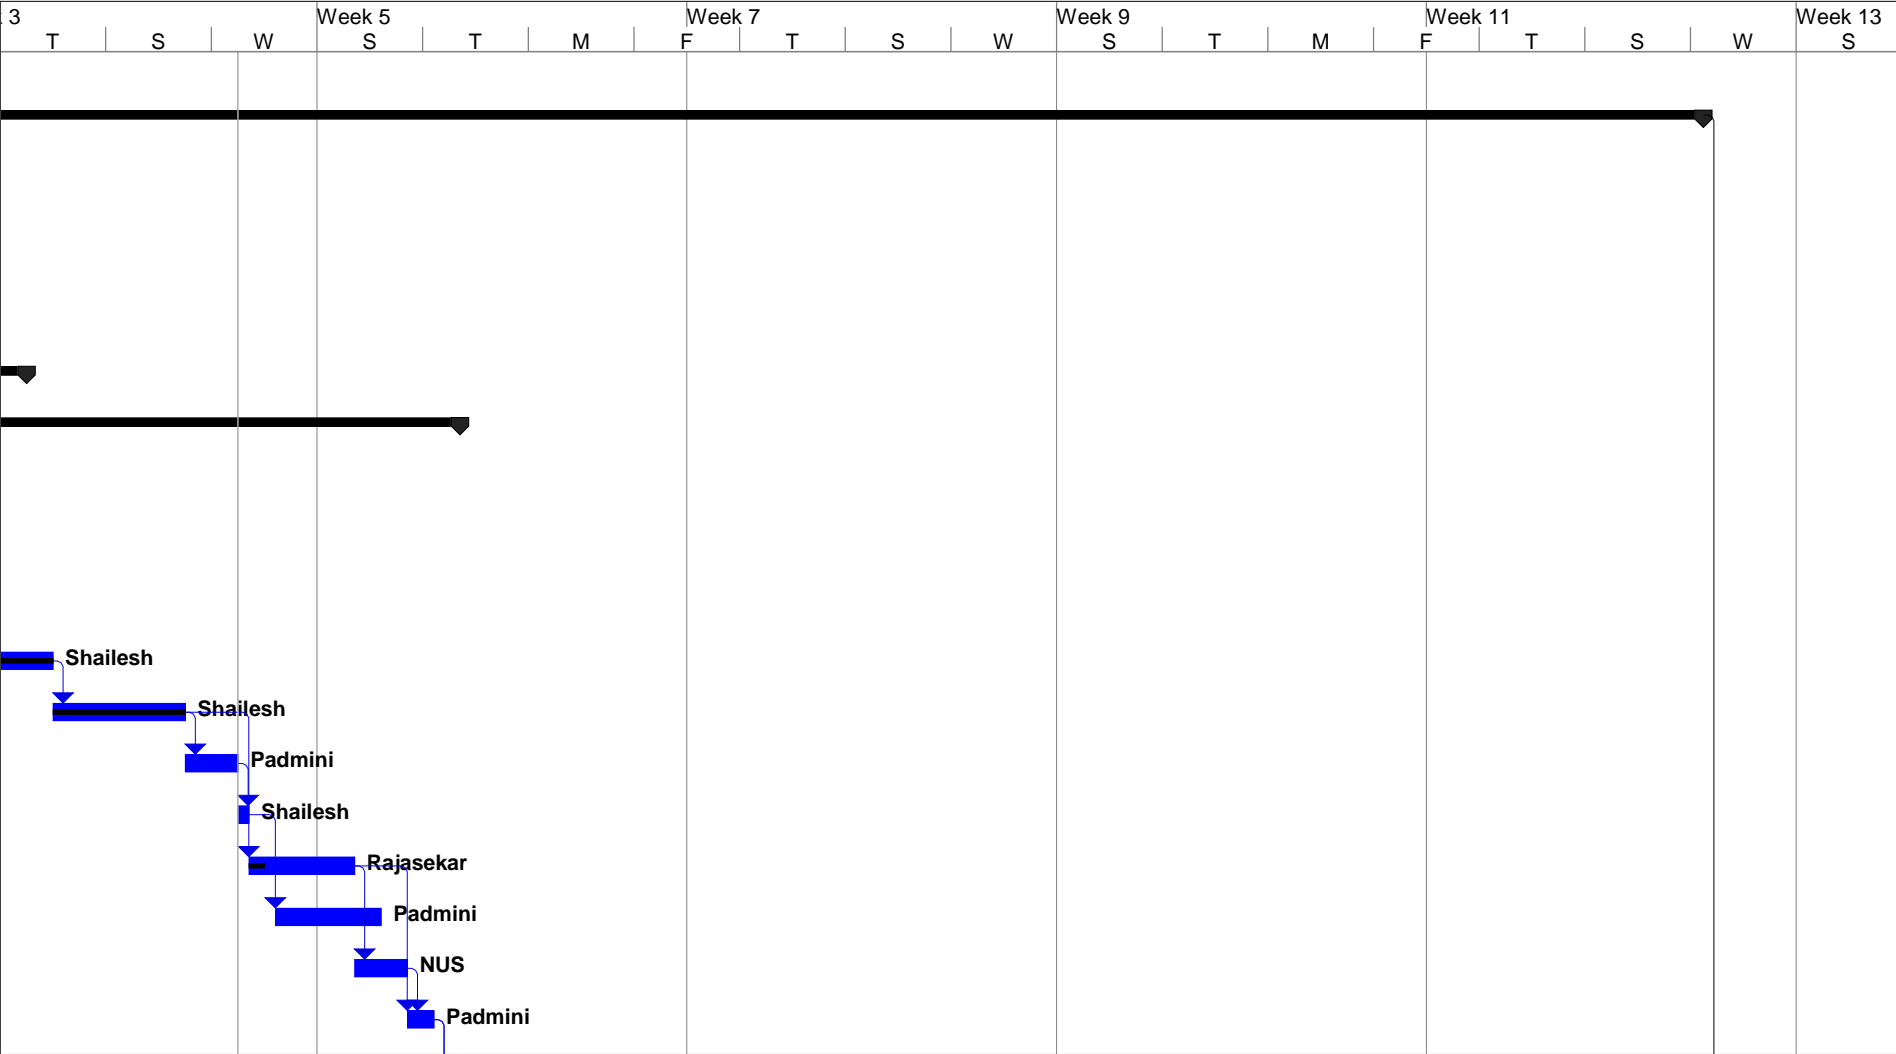 3 Week 5 Week 7 Week 9 Week 11 Week 13
T S W S T M F T S W S T M F T S W S
Shailesh
Shailesh
Padmini
Shailesh
Rajasekar
Padmini
NUS
Padmini